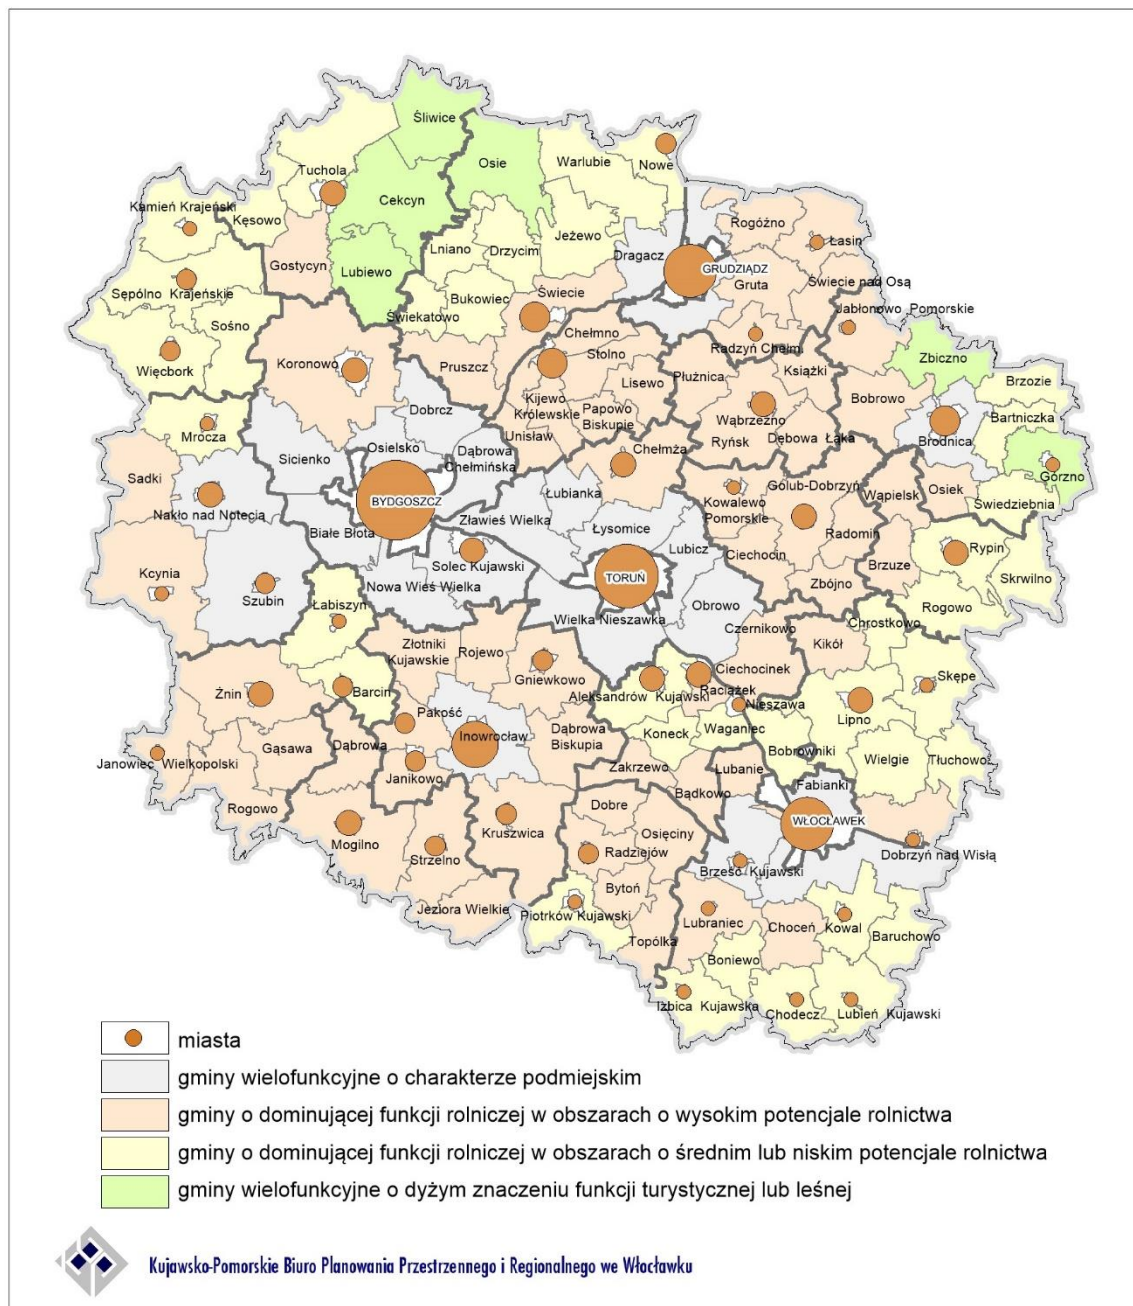 Śliwice
Osie
Warlubie
Nowe
Tuchola
Cekcyn
Kamień Krajeński
Kęsowo
Rogóźno
Łasin
Jeżewo
Drzycim
Lniano
Dragacz
Gostycyn
Lubiewo
GRUDZIĄDZ
Gruta
Świecie nad Osą
Sępólno Krajeńskie
Bukowiec
Świecie
Świekatowo
Jabłonowo Pomorskie
Sośno
Chełmno
Radzyń Chełm.
Zbiczno
Więcbork
Koronowo
Pruszcz
Stolno
Płużnica
Książki
Brzozie
Lisewo
Bobrowo
Kijewo
Królewskie
Papowo
Biskupie
Wąbrzeźno
Bartniczka
Dobrcz
Mrocza
Unisław
Ryńsk
Dębowa Łąka
Brodnica
Osielsko
Dąbrowa
Chełmińska
Sicienko
Chełmża
Górzno
Sadki
BYDGOSZCZ
Łubianka
Kowalewo
Pomorskie
Golub-Dobrzyń
Wąpielsk
Osiek
Świedziebnia
Nakło nad Notecią
Zławieś Wielka
Łysomice
Białe Błota
Radomin
Lubicz
Ciechocin
Rypin
Solec Kujawski
Brzuze
Kcynia
TORUŃ
Zbójno
Skrwilno
Szubin
Nowa Wieś Wielka
Łabiszyn
Obrowo
Rogowo
Wielka Nieszawka
Chrostkowo
Czernikowo
Złotniki
Kujawskie
Rojewo
Kikół
Gniewkowo
Ciechocinek
Skępe
Żnin
Barcin
Aleksandrów Kujawski
Raciążek
Nieszawa
Pakość
Lipno
Inowrocław
Dąbrowa
Biskupia
Koneck
Waganiec
Gąsawa
Dąbrowa
Bobrowniki
Wielgie
Tłuchowo
Janowiec Wielkopolski
Janikowo
Zakrzewo
Lubanie
Bądkowo
Fabianki
Rogowo
Dobre
Kruszwica
WŁOCŁAWEK
Mogilno
Osięciny
Strzelno
Radziejów
Dobrzyń nad Wisłą
Brześć Kujawski
Bytoń
Jeziora Wielkie
Piotrków Kujawski
Lubraniec
Choceń
Kowal
Baruchowo
Topólka
Boniewo
Izbica Kujawska
Chodecz
Lubień Kujawski
miasta
gminy wielofunkcyjne o charakterze podmiejskim
gminy o dominującej funkcji rolniczej w obszarach o wysokim potencjale rolnictwa
gminy o dominującej funkcji rolniczej w obszarach o średnim lub niskim potencjale rolnictwa
gminy wielofunkcyjne o dyżym znaczeniu funkcji turystycznej lub leśnej
Kujawsko-Pomorskie Biuro Planowania Przestrzennego i Regionalnego we Włocławku